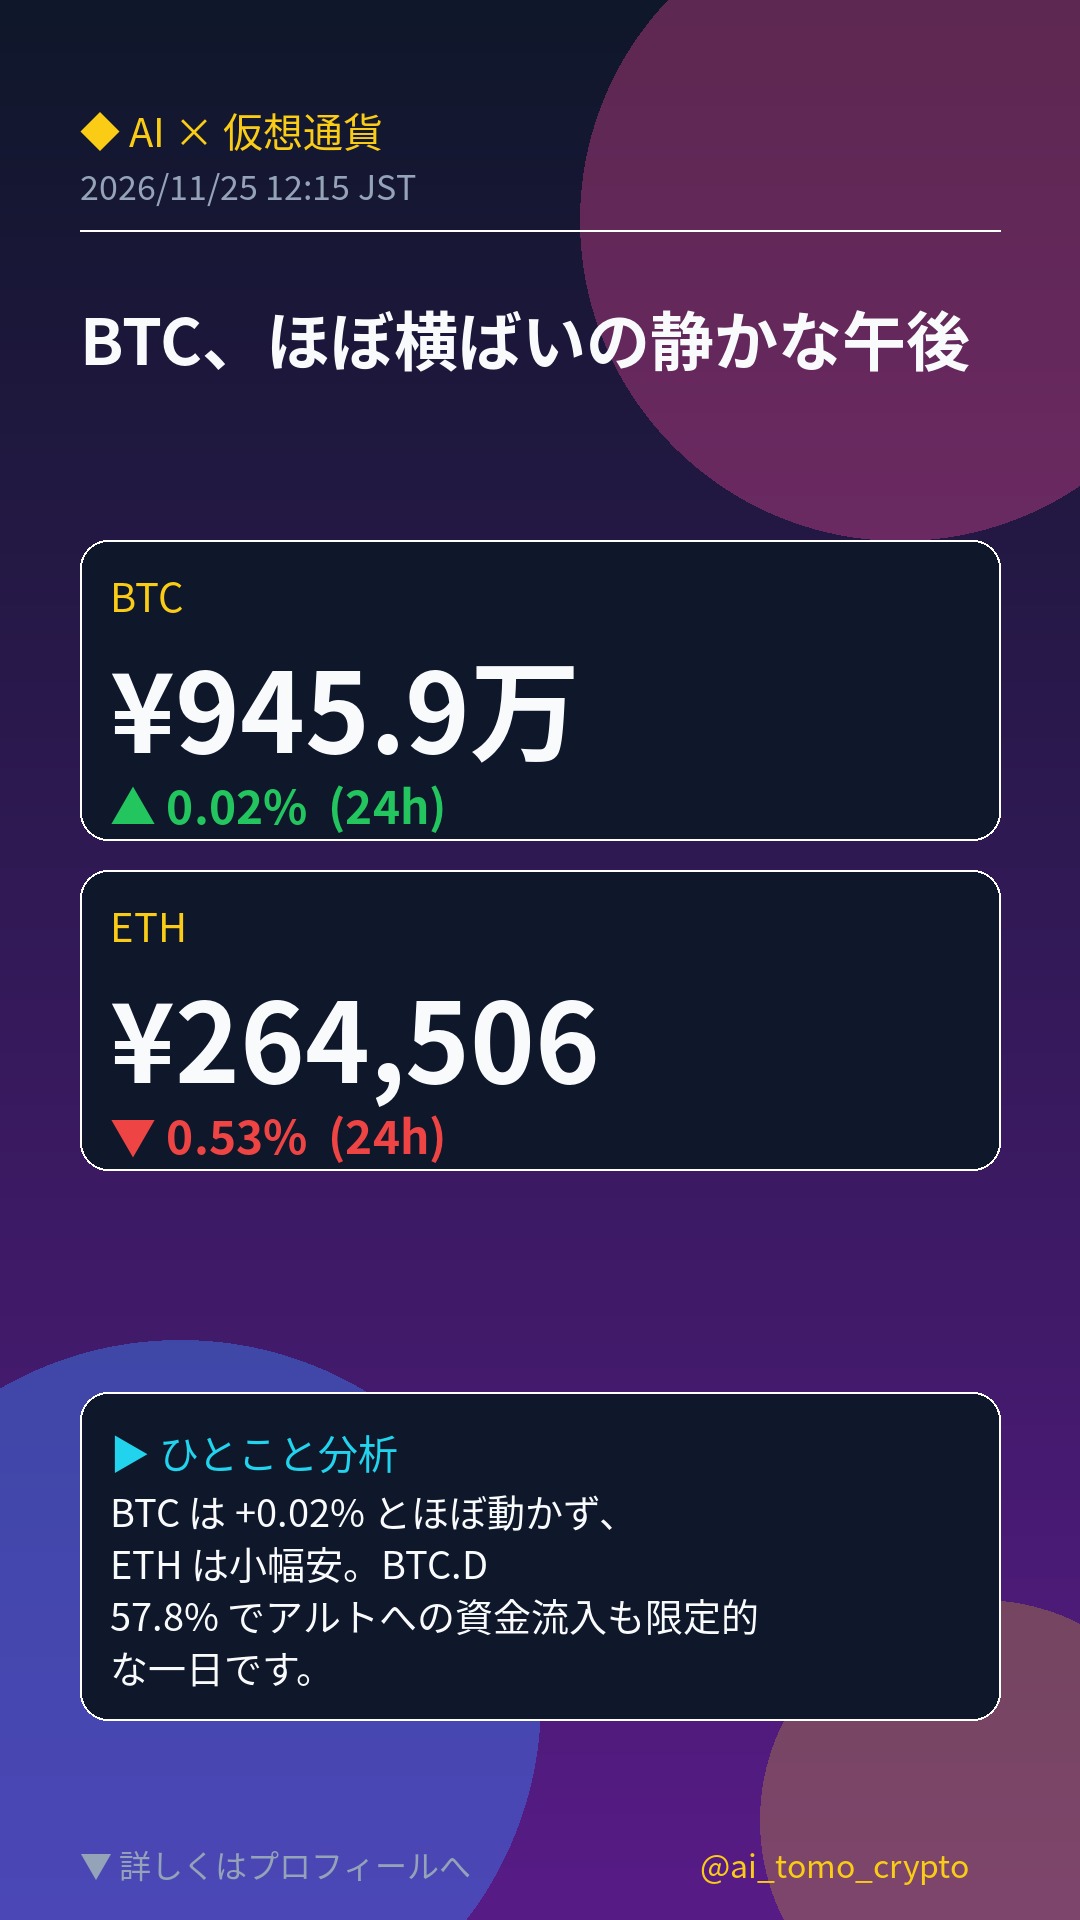 ◆ AI × 仮想通貨
2026/11/25 12:15 JST
BTC、ほぼ横ばいの静かな午後
BTC
¥945.9万
▲ 0.02% (24h)
ETH
¥264,506
▼ 0.53% (24h)
▶ ひとこと分析
BTC は +0.02% とほぼ動かず、
ETH は小幅安。BTC.D
57.8% でアルトへの資金流入も限定的
な一日です。
▼ 詳しくはプロフィールへ
@ai_tomo_crypto